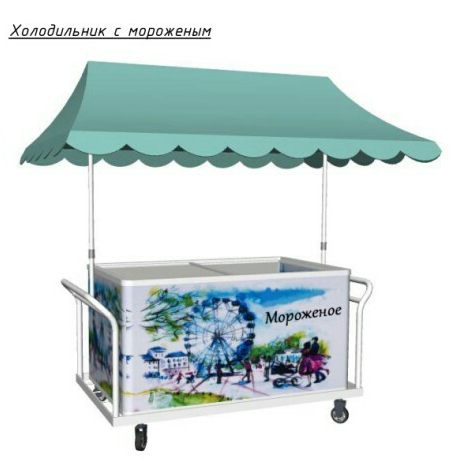 Холодильник с мороженым
Мороженое